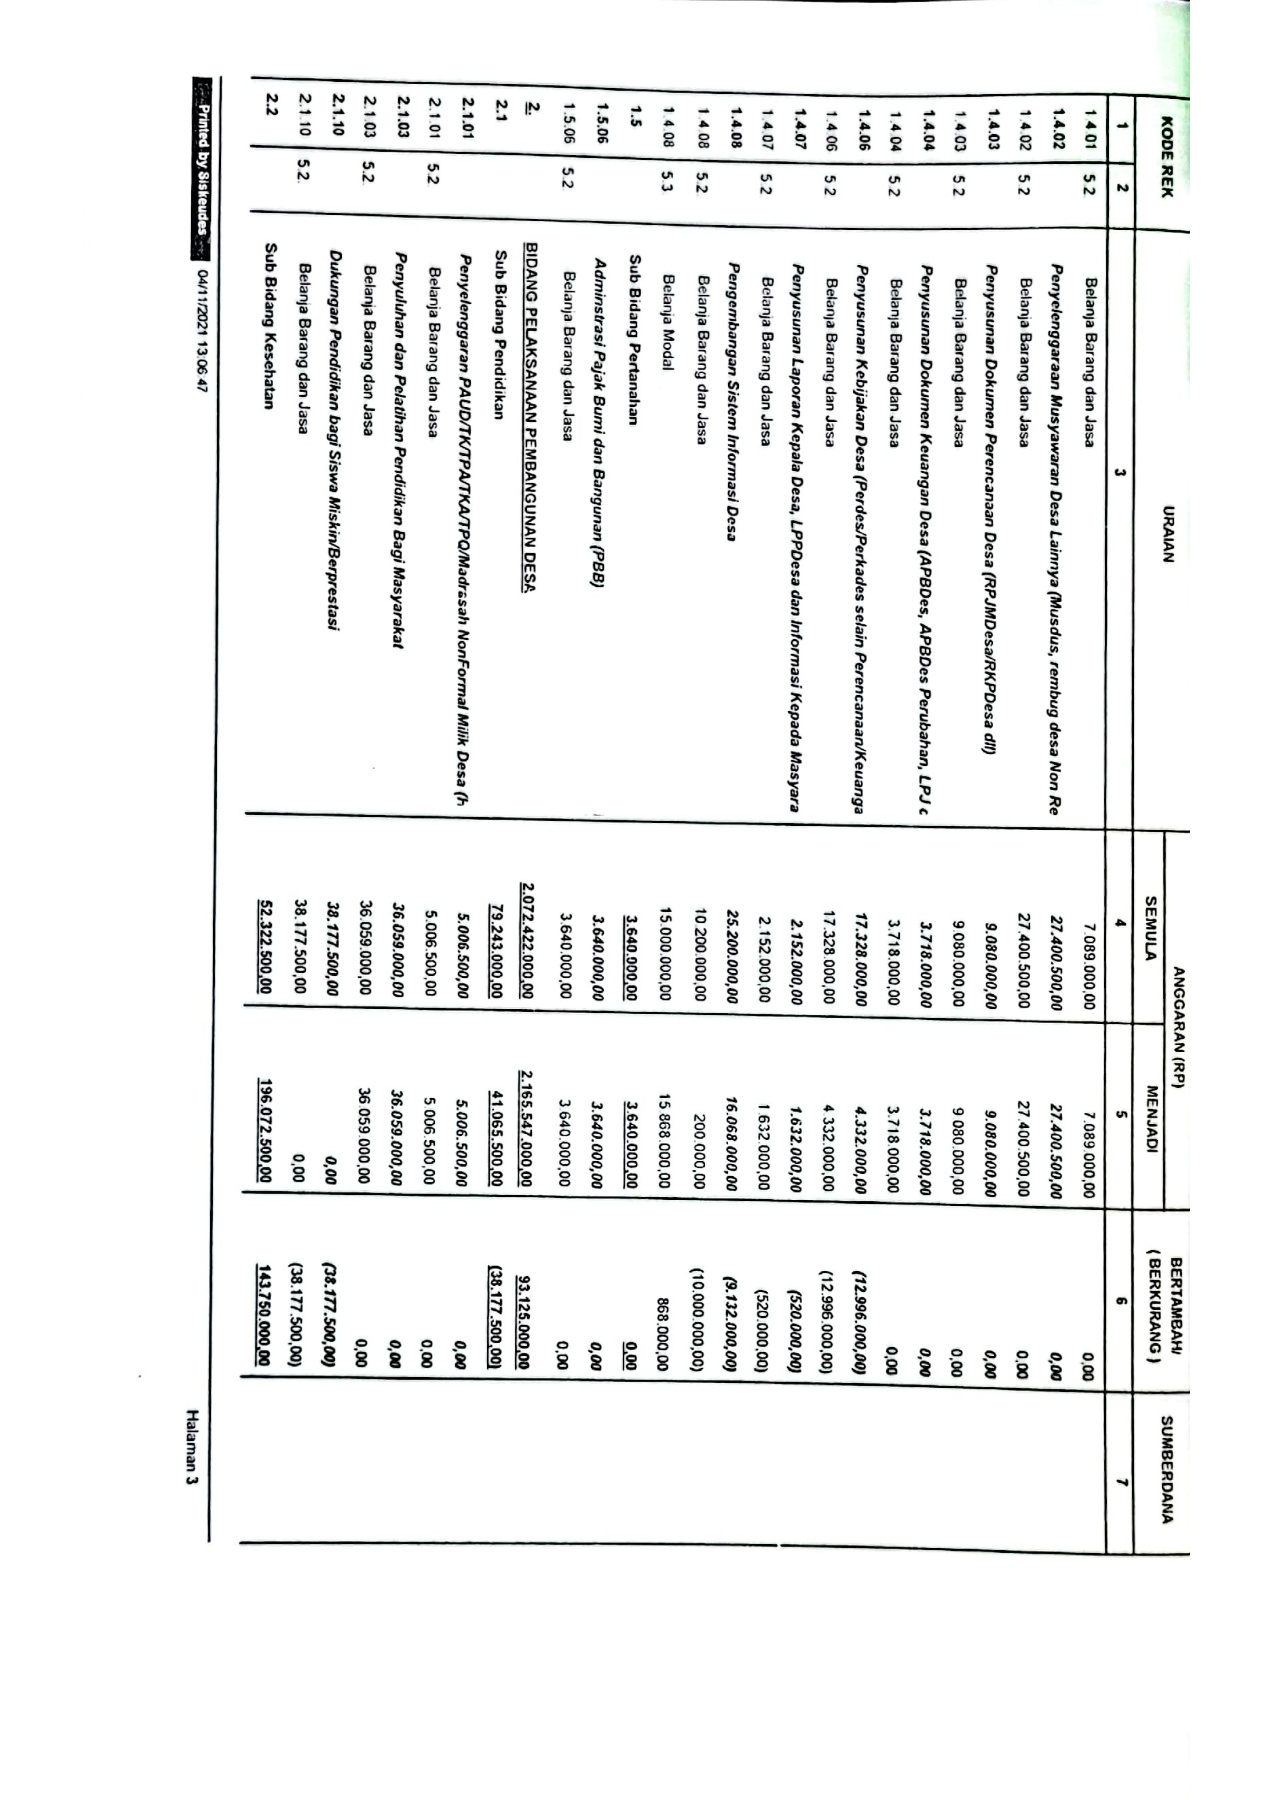 KODE REK URAIAN ANGGARAN (RP) BERTAMBAH/ SUMBERDANA
SEMULA MENJADI ( BERKURANG )
1 2 3 4 5 6 7
1.4.01 5.2 Belanja Barang dan Jasa 7.089.000,00 7.089.000,00 0,00
1.4.02 Penyelenggaraan Musyawaran Desa Lainnya (Musdus, rembug desa Non Re 27.400.500,00 27.400.500,00 0,00
1.4.02 5.2 Belanja Barang dan Jasa 27.400.500,00 27.400.500,00 0,00
1.4.03 Penyusunan Dokumen Perencanaan Desa (RPJMDesa/RKPDesa dll) 9.080.000,00 9.080.000,00 0,00
1.4.03 5.2 Belanja Barang dan Jasa 9.080.000,00 9.080.000,00 0,00
1.4.04 Penyusunan Dokumen Keuangan Desa (APBDes, APBDes Perubahan, LPJ c 3.718.000,00 3.718.000,00 0,00
1.4.04 5.2 Belanja Barang dan Jasa 3.718.000,00 3.718.000,00 0,00
1.4.06 Penyusunan Kebijakan Desa (Perdes/Perkades selain Perencanaan/Keuanga 17.328.000,00 4.332.000,00 (12.996.000,00)
1.4.06 5.2 Belanja Barang dan Jasa 17.328.000,00 4.332.000,00 (12.996.000,00)
1.4.07 Penyusunan Laporan Kepala Desa, LPPDesa dan Informasi Kepada Masyara 2.152.000,00 1.632.000,00 (520.000,00)
1.4.07 5.2 Belanja Barang dan Jasa 2.152.000,00 1.632.000,00 (520.000,00)
1.4.08 Pengembangan Sistem Informasi Desa 25.200.000,00 16.068.000,00 (9.132.000,00)
1.4.08 5.2 Belanja Barang dan Jasa 10.200.000,00 200.000,00 (10.000.000,00)
1.4.08 5.3 Belanja Modal 15.000.000,00 15.868.000,00 868.000,00
1.5 Sub Bidang Pertanahan 3.640.000,00 3.640.000,00 0,00
1.5.06 Adminstrasi Pajak Bumi dan Bangunan (PBB) 3.640.000,00 3.640.000,00 0,00
1.5.06 5.2 Belanja Barang dan Jasa 3.640.000,00 3.640.000,00 0,00
2. BIDANG PELAKSANAAN PEMBANGUNAN DESA 2.072.422.000,00 2.165.547.000,00 93.125.000,00
2.1 Sub Bidang Pendidikan 79.243.000,00 41.065.500,00 (38.177.500,00)
2.1.01 Penyelenggaran PAUD/TK/TPA/TKA/TPQ/Madrasah NonFormal Milik Desa (h 5.006.500,00 5.006.500,00 0,00
2.1.01 5.2 Belanja Barang dan Jasa 5.006.500,00 5.006.500,00 0,00
2.1.03 Penyuluhan dan Pelatihan Pendidikan Bagi Masyarakat 36.059.000,00 36.059.000,00 0,00
2.1.03 5.2 Belanja Barang dan Jasa 36.059.000,00 36.059.000,00 0,00
2.1.10 Dukungan Pendidikan bagi Siswa Miskin/Berprestasi 38.177.500,00 0,00 (38.177.500,00)
2.1.10 5.2. Belanja Barang dan Jasa 38.177.500,00 0,00 (38.177.500,00)
2.2 Sub Bidang Kesehatan 52.322.500,00 196.072.500,00 143.750.000,00
Printed by Siskeudes 04/11/2021 13:06:47 Halaman 3